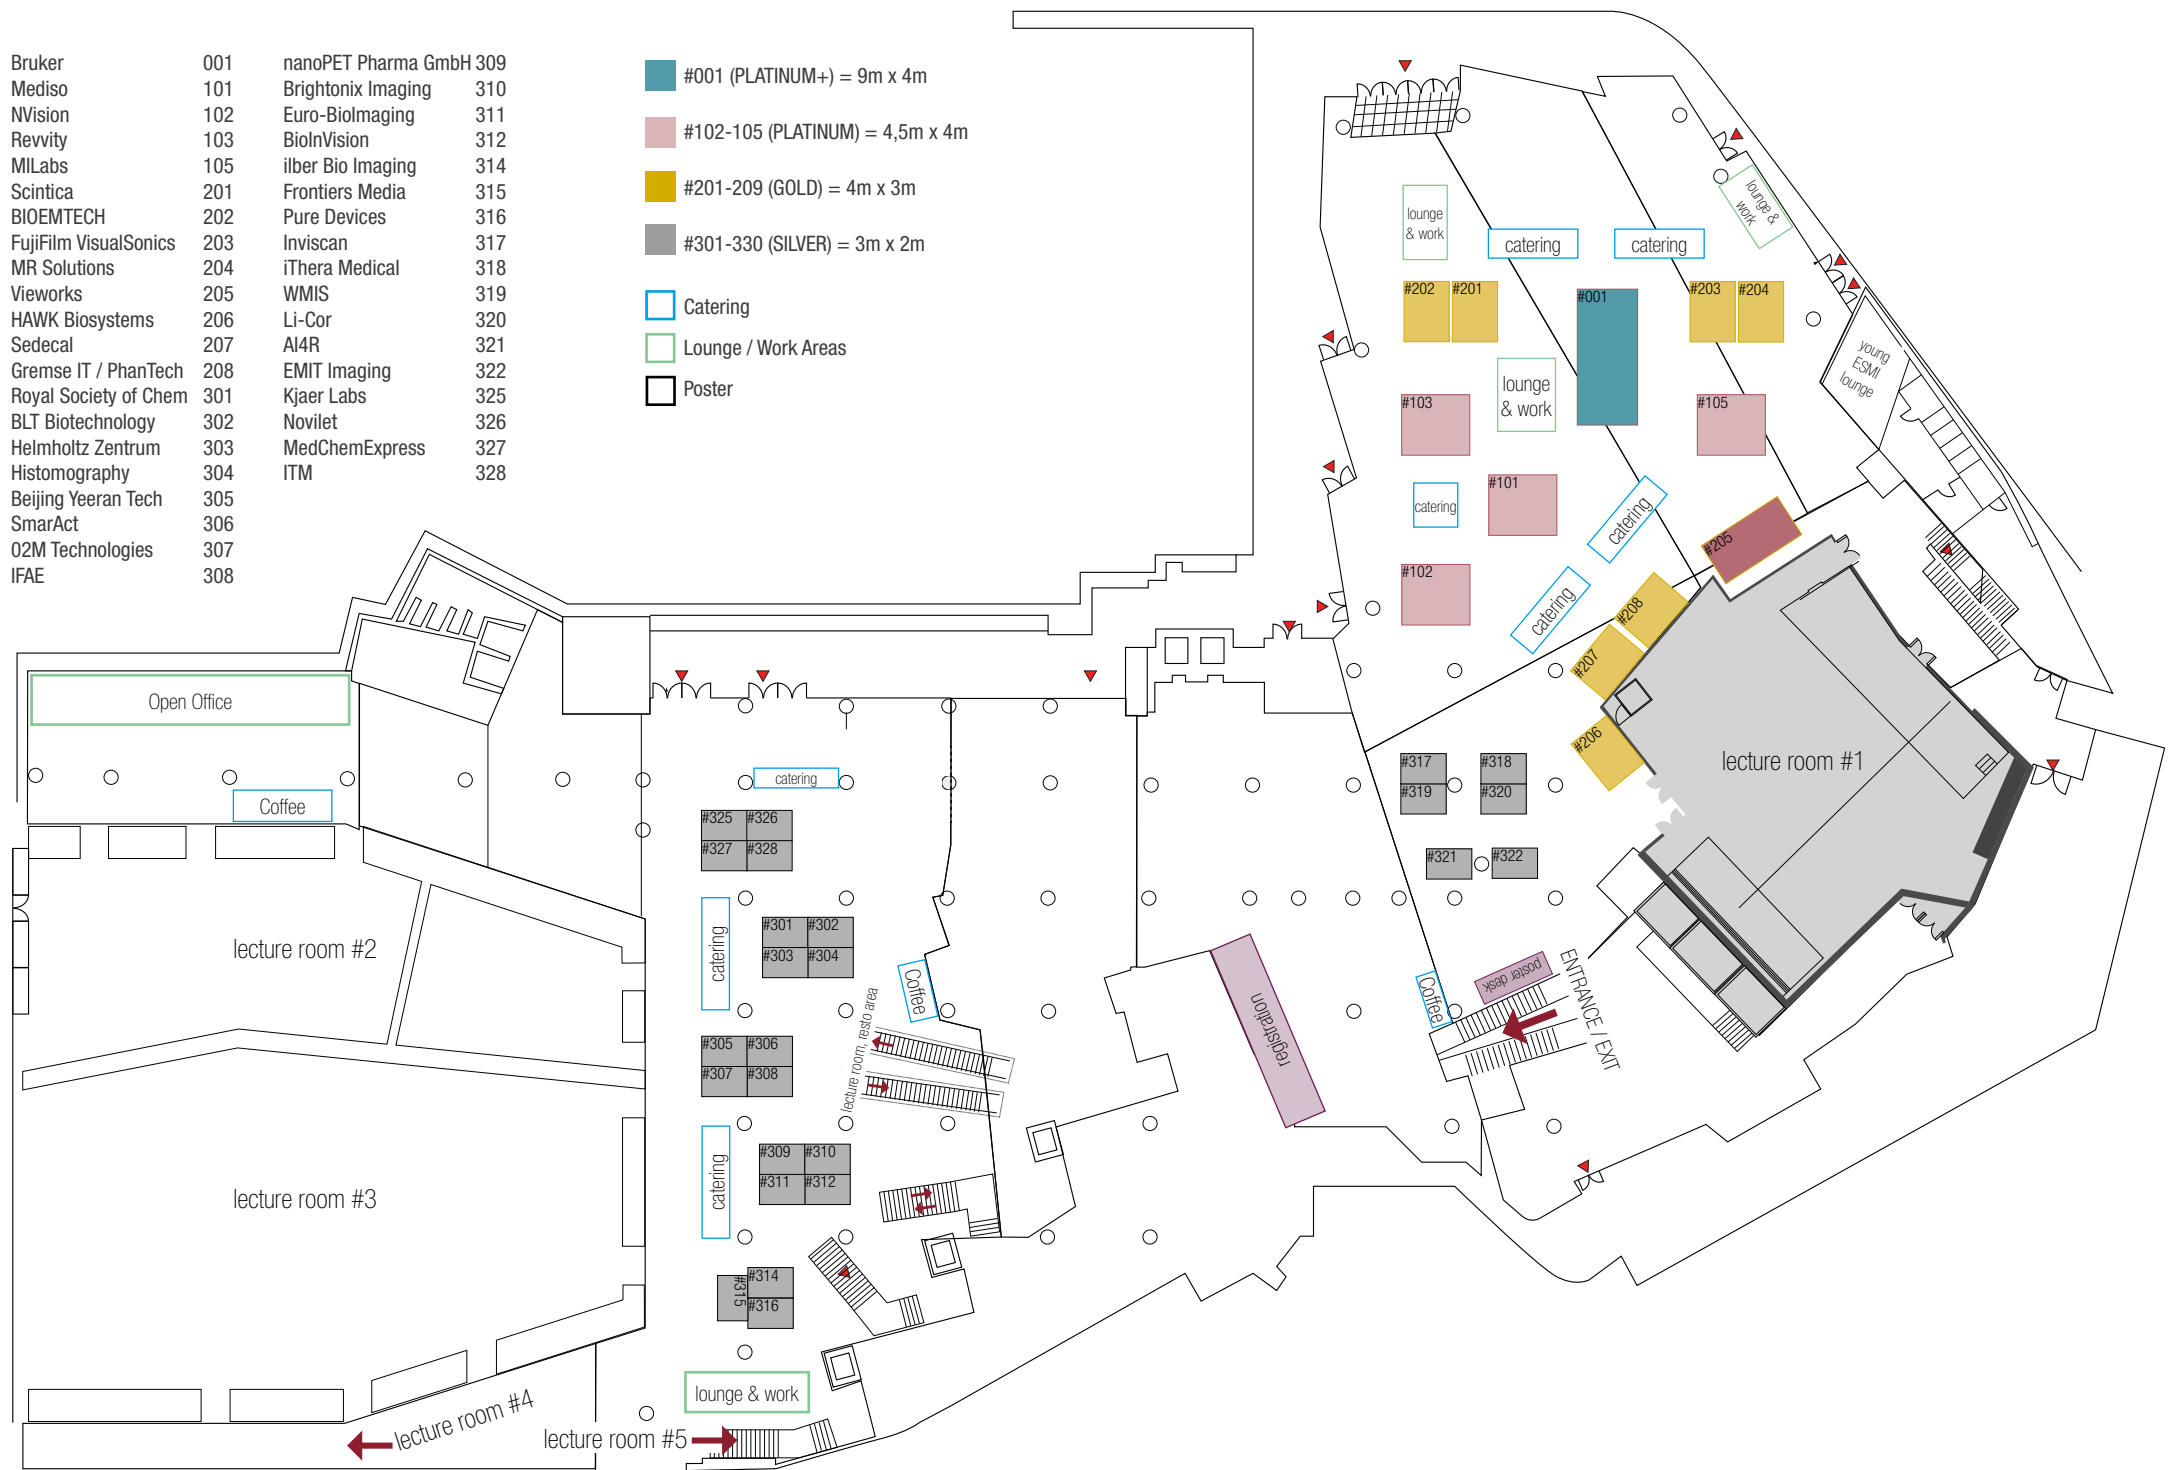 Bruker 001
Mediso 101
NVision 102
Revvity 103
MILabs 105
Scintica 201
BIOEMTECH 202
FujiFilm VisualSonics 203
MR Solutions 204
Vieworks 205
HAWK Biosystems 206
Sedecal 207
Gremse IT / PhanTech 208
Royal Society of Chem 301
BLT Biotechnology 302
Helmholtz Zentrum 303
Histomography 304
Beijing Yeeran Tech 305
SmarAct 306
02M Technologies 307
IFAE 308
nanoPET Pharma GmbH 309
Brightonix Imaging 310
Euro-BioImaging 311
BioInVision 312
ilber Bio Imaging 314
Frontiers Media 315
Pure Devices 316
Inviscan 317
iThera Medical 318
WMIS 319
Li-Cor 320
AI4R 321
EMIT Imaging 322
Kjaer Labs 325
Novilet 326
MedChemExpress 327
ITM 328
#001 (PLATINUM+) = 9m x 4m
#102-105 (PLATINUM) = 4,5m x 4m
#201-209 (GOLD) = 4m x 3m
#301-330 (SILVER) = 3m x 2m
Catering
Lounge / Work Areas
Poster
lounge
& work
lounge &
work
catering
catering
#202
#201
#001
#203
#204
young
ESMI
lounge
lounge
& work
#103
#105
#101
catering
catering
#205
#102
catering
#208
#207
#206
lecture room #1
#317
#318
#319
#320
#321
#322
poster desk
ENTRANCE / EXIT
Coffee
registration
Open Office
Coffee
catering
#325
#326
#327
#328
lecture room #2
catering
#301
#302
#303
#304
Coffee
lecture room, resto area
#305
#306
#307
#308
catering
#309
#310
#311
#312
lecture room #3
#314
#315
#316
lounge & work
lecture room #4
lecture room #5